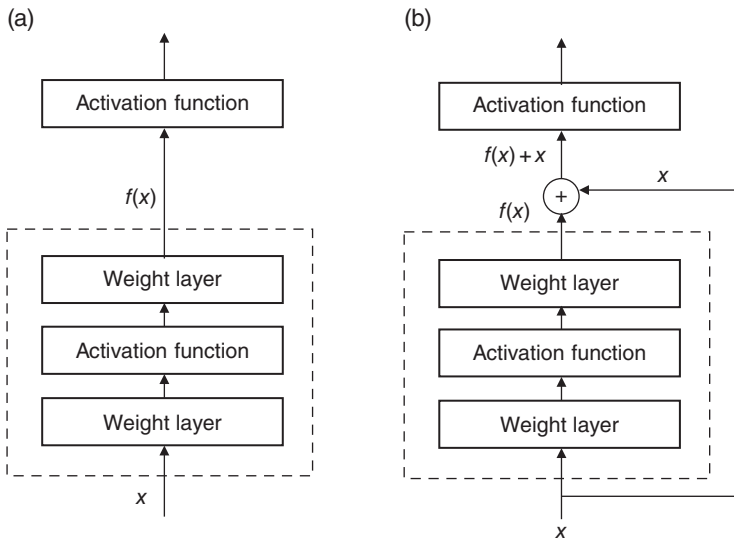 (a)
Activation function
f(x)
Weight layer
Activation function
Weight layer
x
(b)
Activation function
f(x) + x
x
+
f(x)
Weight layer
Activation function
Weight layer
x